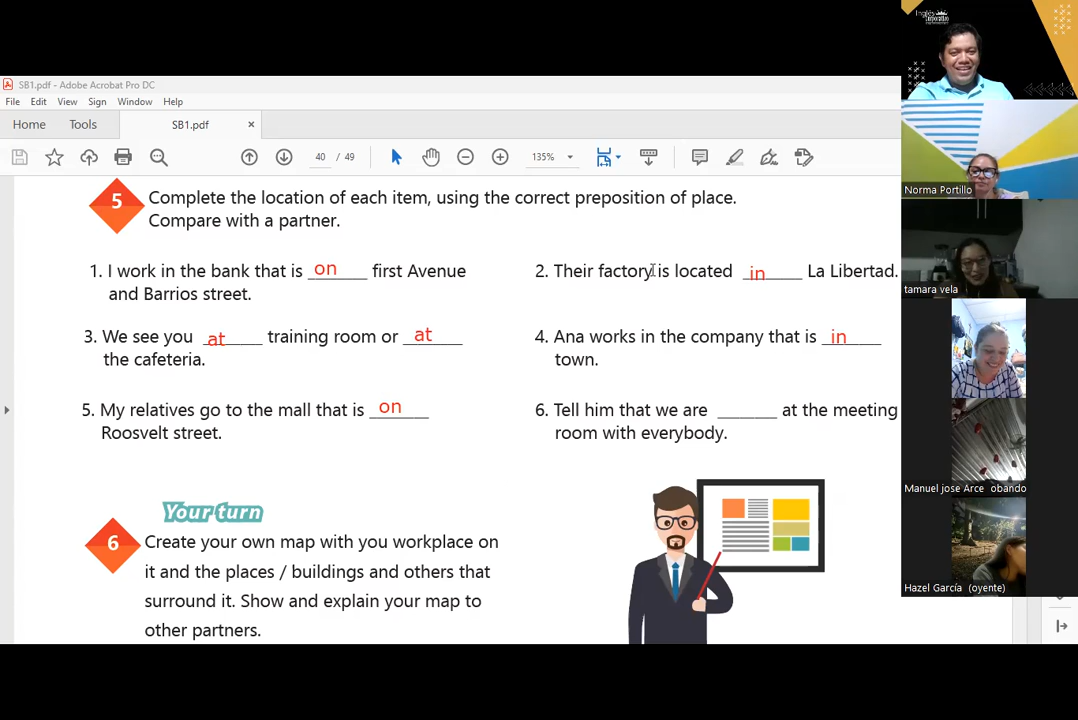 SB1.pdf - Adobe Acrobat Pro DC
File Edit View Sign Window Help
Home Tools SB1.pdf ×
40 / 49 135%
5 Complete the location of each item, using the correct preposition of place.
Compare with a partner.
1. I work in the bank that is on first Avenue
and Barrios street.
2. Their factory is located in La Libertad.
3. We see you at training room or at
the cafeteria.
4. Ana works in the company that is in
town.
5. My relatives go to the mall that is on
Roosvelt street.
6. Tell him that we are ______ at the meeting
room with everybody.
Your turn
6 Create your own map with you workplace on
it and the places / buildings and others that
surround it. Show and explain your map to
other partners.
Inglés
Corporativo
Norma Portillo
tamara vela
Manuel jose Arce obando
Hazel García (oyente)